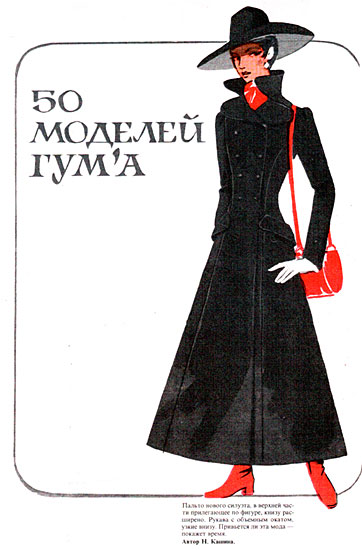 50
МОДЕЛЕЙ
ГУМ'А
Пальто нового силуэта, в верхней час-
ти прилегающее по фигуре, книзу рас-
ширено. Рукава с объемным окатом,
узкие внизу. Привьется ли эта мода —
покажет время.
Автор Н. Кашина.